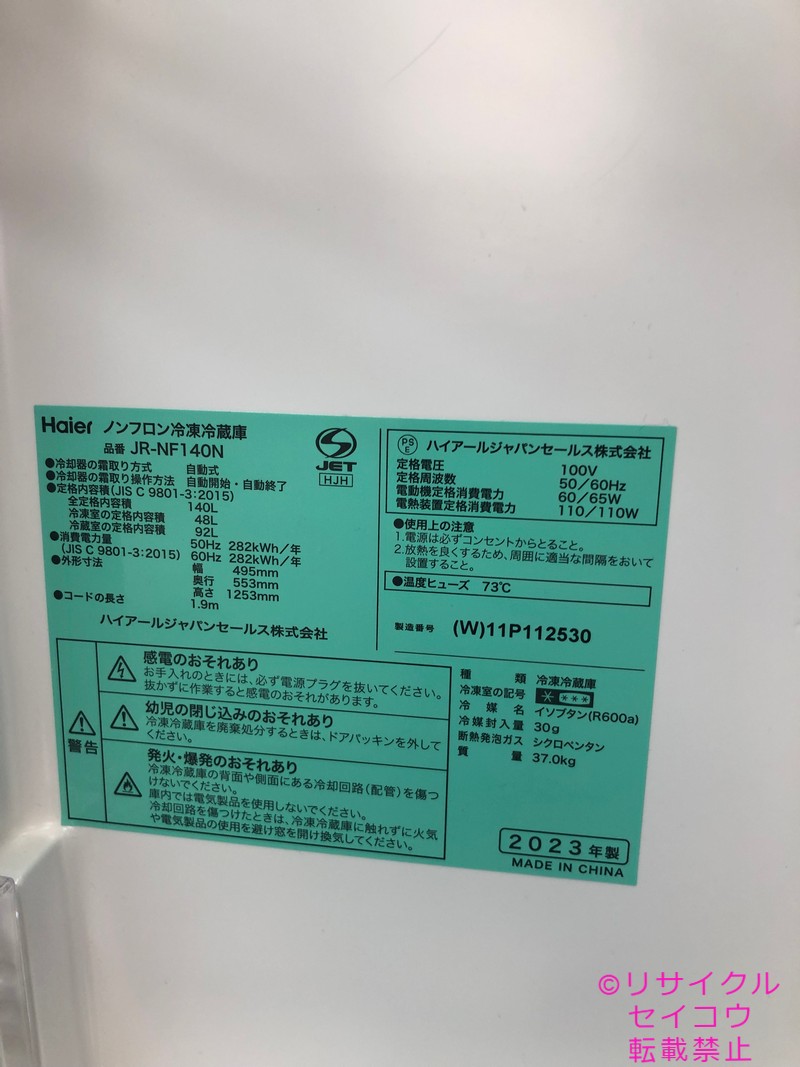 Haier ノンフロン冷凍冷蔵庫
品番 JR-NF140N
●冷却器の霜取り方式 自動式
●冷却器の霜取り操作方法 自動開始・自動終了
●定格内容積(JIS C 9801-3:2015)
全定格内容積 140L
冷凍室の定格内容積 48L
冷蔵室の定格内容積 92L
●消費電力量 50Hz 282kWh/年
(JIS C 9801-3:2015) 60Hz 282kWh/年
●外形寸法 幅 495mm
奥行 553mm
高さ 1253mm
●コードの長さ 1.9m
ハイアールジャパンセールス株式会社
S
JET
HJH
PS
E
ハイアールジャパンセールス株式会社
定格電圧 100V
定格周波数 50/60Hz
電動機定格消費電力 60/65W
電熱装置定格消費電力 110/110W
●使用上の注意
1.電源は必ずコンセントからとること。
2.放熱を良くするため、周囲に適当な間隔をおいて
設置すること。
●温度ヒューズ 73℃
製造番号 (W)11P112530
警告
感電のおそれあり
お手入れのときには、必ず電源プラグを抜いてください。
抜かずに作業すると感電のおそれがあります。
幼児の閉じ込みのおそれあり
冷凍冷蔵庫を廃棄処分するときは、ドアパッキンを外して
ください。
発火・爆発のおそれあり
冷凍冷蔵庫の背面や側面にある冷却回路(配管)を傷つ
けないでください。
庫内では電気製品を使用しないでください。
冷却回路を傷つけたときは、冷凍冷蔵庫に触れずに火気
や電気製品の使用を避け窓を開け換気してください。
種類 冷凍冷蔵庫
冷凍室の記号 * ***
冷媒名 イソブタン(R600a)
冷媒封入量 30g
断熱発泡ガス シクロペンタン
質量 37.0kg
2023年製
MADE IN CHINA
©リサイクル
セイコウ
転載禁止